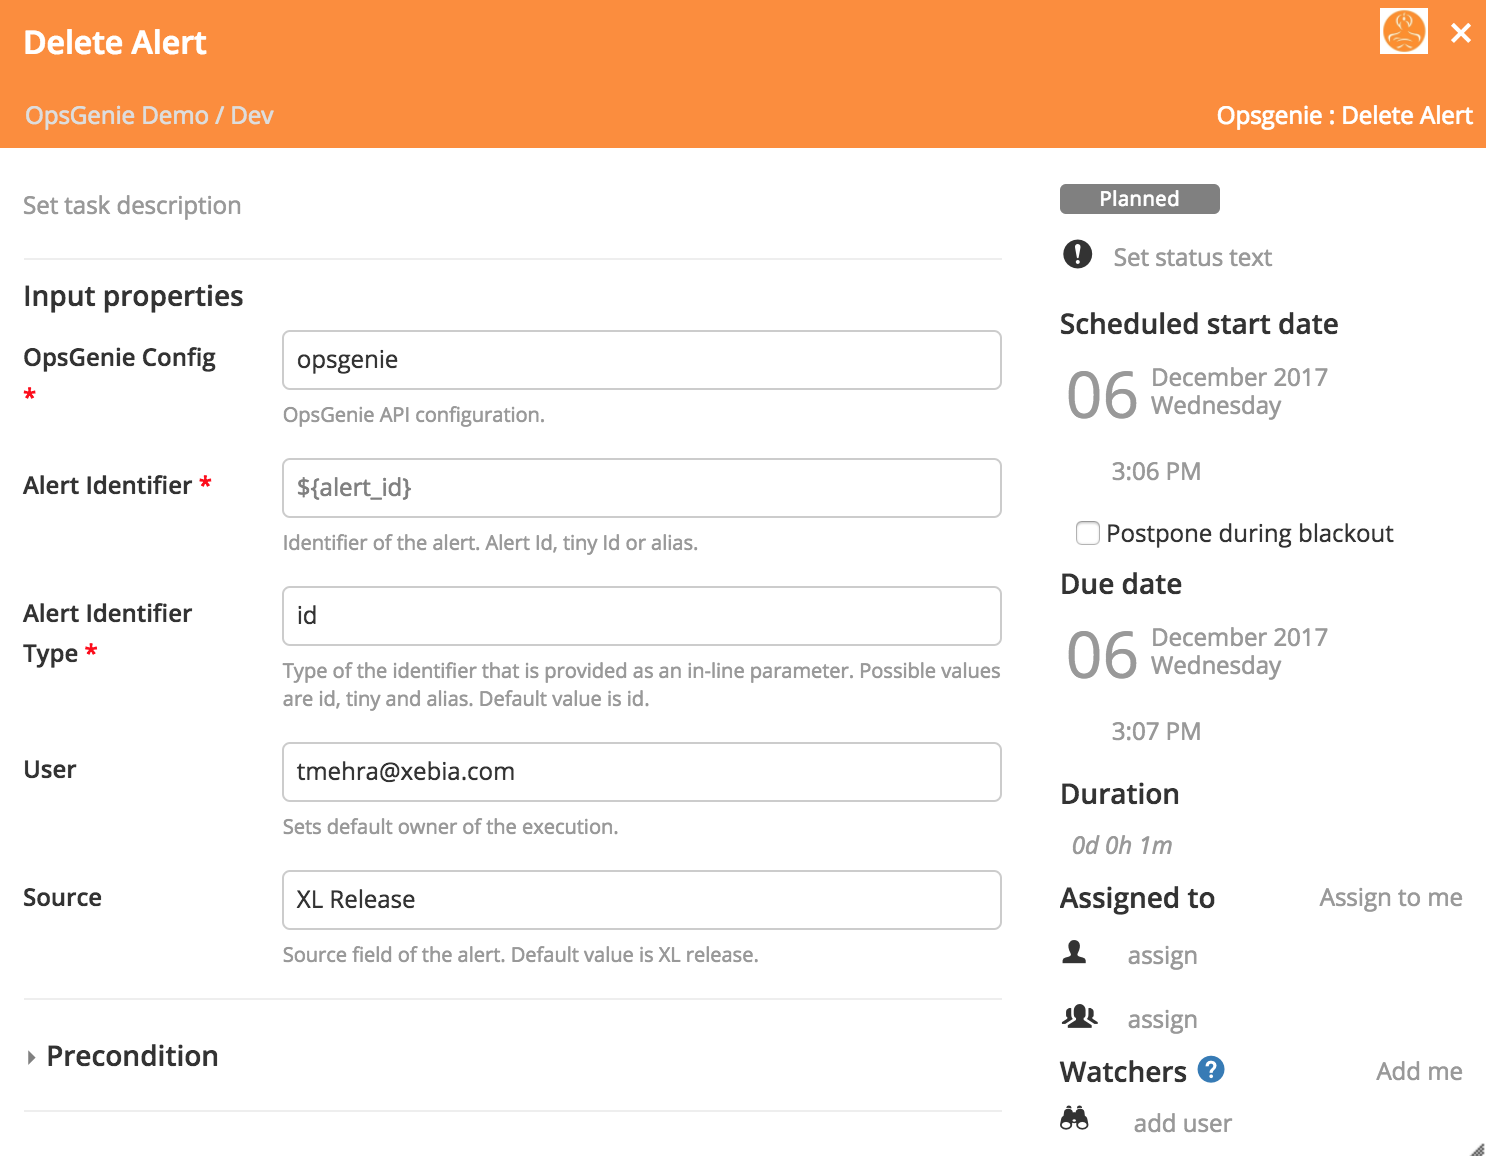 Delete Alert
OpsGenie Demo / Dev
Opsgenie : Delete Alert
Set task description
Input properties
OpsGenie Config
*
opsgenie
OpsGenie API configuration.
Alert Identifier *
${alert_id}
Identifier of the alert. Alert Id, tiny Id or alias.
Alert Identifier
Type *
id
Type of the identifier that is provided as an in-line parameter. Possible values
are id, tiny and alias. Default value is id.
User
tmehra@xebia.com
Sets default owner of the execution.
Source
XL Release
Source field of the alert. Default value is XL release.
Precondition
Planned
Set status text
Scheduled start date
06
December 2017
Wednesday
3:06 PM
Postpone during blackout
Due date
06
December 2017
Wednesday
3:07 PM
Duration
0d 0h 1m
Assigned to
Assign to me
assign
assign
Watchers ?
Add me
add user